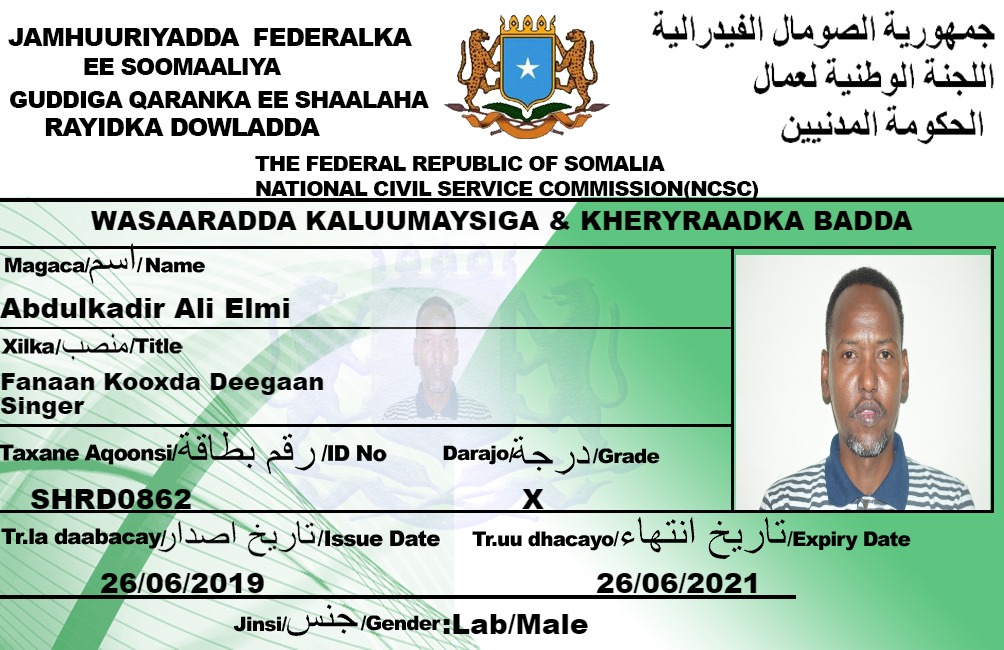 JAMHUURIYADDA FEDERALKA
EE SOOMAALIYA
GUDDIGA QARANKA EE SHAALAHA
RAYIDKA DOWLADDA
جمهورية الصومال الفيدرالية
اللجنة الوطنية لعمال
الحكومة المدنيين
THE FEDERAL REPUBLIC OF SOMALIA
NATIONAL CIVIL SERVICE COMMISSION(NCSC)
WASAARADDA KALUUMAYSIGA & KHERYRAADKA BADDA
Magaca/اسم/Name
Abdulkadir Ali Elmi
Xilka/منصب/Title
Fanaan Kooxda Deegaan
Singer
Taxane Aqoonsi/رقم بطاقة/ID No
Darajo/درجة/Grade
SHRD0862
X
Tr.la daabacay/تاريخ اصدار/Issue Date
Tr.uu dhacayo/تاريخ انتهاء/Expiry Date
26/06/2019
26/06/2021
Jinsi/جنس/Gender:Lab/Male